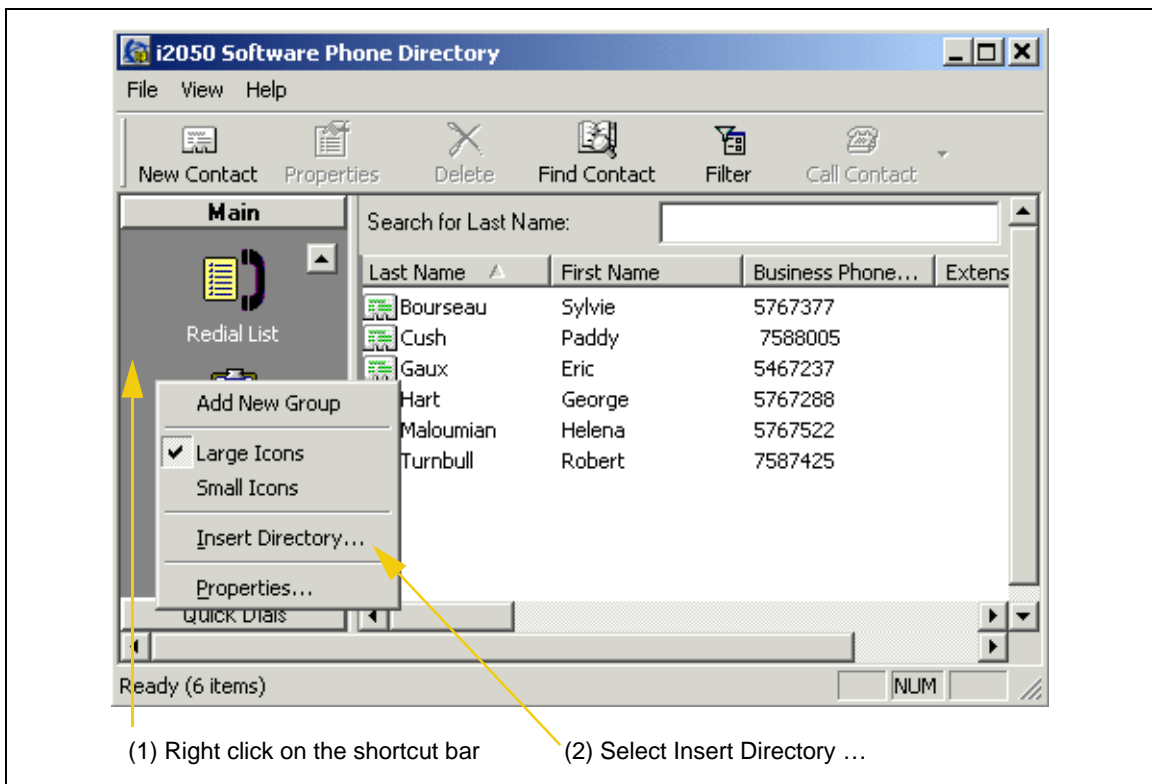 i2050 Software Phone Directory
File View Help
New Contact Properties Delete Find Contact Filter Call Contact
Main
Search for Last Name:
Last Name First Name Business Phone... Extens
Redial List
Bourseau Sylvie 5767377
Cush Paddy 7588005
Gaux Eric 5467237
Hart George 5767288
Maloumian Helena 5767522
Turnbull Robert 7587425
Add New Group
Large Icons
Small Icons
Insert Directory...
Properties...
Quick Dials
Ready (6 items) NUM
(1) Right click on the shortcut bar (2) Select Insert Directory …